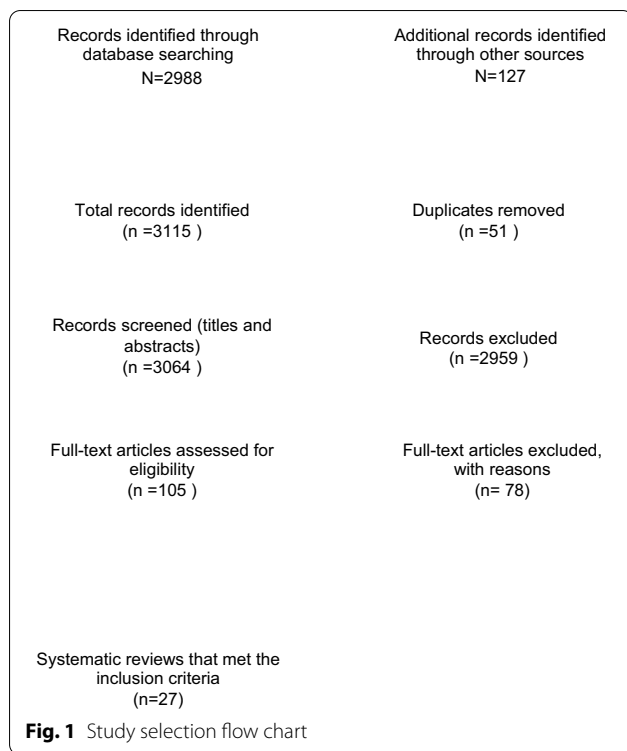 Records identified through
database searching
N=2988
Additional records identified
through other sources
N=127
Total records identified
(n =3115 )
Duplicates removed
(n =51 )
Records screened (titles and
abstracts)
(n =3064 )
Records excluded
(n =2959 )
Full-text articles assessed for
eligibility
(n =105 )
Full-text articles excluded,
with reasons
(n= 78)
Systematic reviews that met the
inclusion criteria
(n=27)
Fig. 1 Study selection flow chart